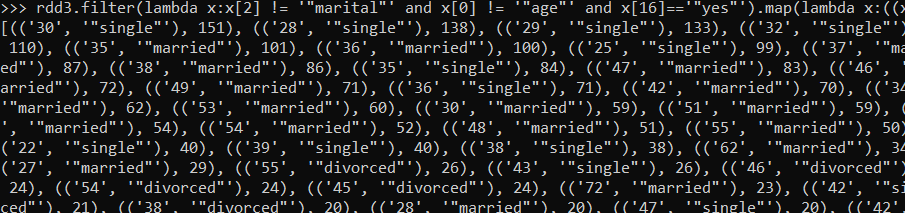 >>> rdd3.filter(lambda x:x[2] != '"marital"' and x[0] != '"age"' and x[16]=='"yes"').map(lambda x:((x
[(('30', '"single"'), 151), (('28', '"single"'), 138), (('29', '"single"'), 133), (('32', '"single"'
 110), (('35', '"married"'), 101), (('36', '"married"'), 100), (('25', '"single"'), 99), (('37', '"ma
ed"'), 87), (('38', '"married"'), 86), (('35', '"single"'), 84), (('47', '"married"'), 83), (('46', '
arried"'), 72), (('49', '"married"'), 71), (('36', '"single"'), 71), (('42', '"married"'), 70), (('34
'"married"'), 62), (('53', '"married"'), 60), (('30', '"married"'), 59), (('51', '"married"'), 59), (
', '"married"'), 54), (('54', '"married"'), 52), (('48', '"married"'), 51), (('55', '"married"'), 50)
('22', '"single"'), 40), (('39', '"single"'), 40), (('38', '"single"'), 38), (('62', '"married"'), 34
('27', '"married"'), 29), (('55', '"divorced"'), 26), (('43', '"single"'), 26), (('46', '"divorced"'
 24), (('54', '"divorced"'), 24), (('45', '"divorced"'), 24), (('72', '"married"'), 23), (('42', '"si
'), 21), (('38', '"divorced"'), 20), (('28', '"married"'), 20), (('47', '"single"'), 20), (('42',